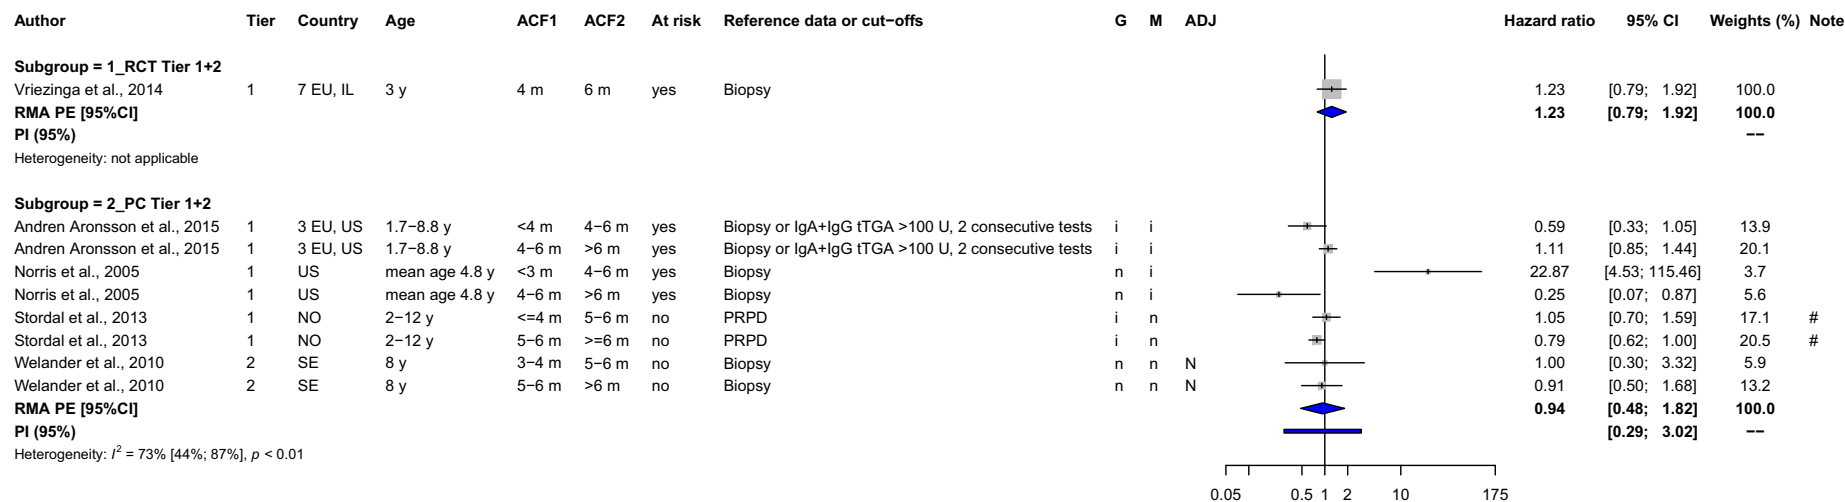 Author Tier Country Age ACF1 ACF2 At risk Reference data or cut−offs G M ADJ Hazard ratio 95% CI Weights (%) Note
Subgroup = 1_RCT Tier 1+2
Vriezinga et al., 2014 1 7 EU, IL 3 y 4 m 6 m yes Biopsy 1.23 [0.79; 1.92] 100.0
RMA PE [95%CI] 1.23 [0.79; 1.92] 100.0
PI (95%) −−
Heterogeneity: not applicable
Subgroup = 2_PC Tier 1+2
Andren Aronsson et al., 2015 1 3 EU, US 1.7−8.8 y <4 m 4−6 m yes Biopsy or IgA+IgG tTGA >100 U, 2 consecutive tests i i 0.59 [0.33; 1.05] 13.9
Andren Aronsson et al., 2015 1 3 EU, US 1.7−8.8 y 4−6 m >6 m yes Biopsy or IgA+IgG tTGA >100 U, 2 consecutive tests i i 1.11 [0.85; 1.44] 20.1
Norris et al., 2005 1 US mean age 4.8 y <3 m 4−6 m yes Biopsy n i 22.87 [4.53; 115.46] 3.7
Norris et al., 2005 1 US mean age 4.8 y 4−6 m >6 m yes Biopsy n i 0.25 [0.07; 0.87] 5.6
Stordal et al., 2013 1 NO 2−12 y <=4 m 5−6 m no PRPD i n 1.05 [0.70; 1.59] 17.1 #
Stordal et al., 2013 1 NO 2−12 y 5−6 m >=6 m no PRPD i n 0.79 [0.62; 1.00] 20.5 #
Welander et al., 2010 2 SE 8 y 3−4 m 5−6 m no Biopsy n n N 1.00 [0.30; 3.32] 5.9
Welander et al., 2010 2 SE 8 y 5−6 m >6 m no Biopsy n n N 0.91 [0.50; 1.68] 13.2
RMA PE [95%CI] 0.94 [0.48; 1.82] 100.0
PI (95%) [0.29; 3.02] −−
Heterogeneity: I² = 73% [44%; 87%], p < 0.01
0.05 0.5 1 2 10 175